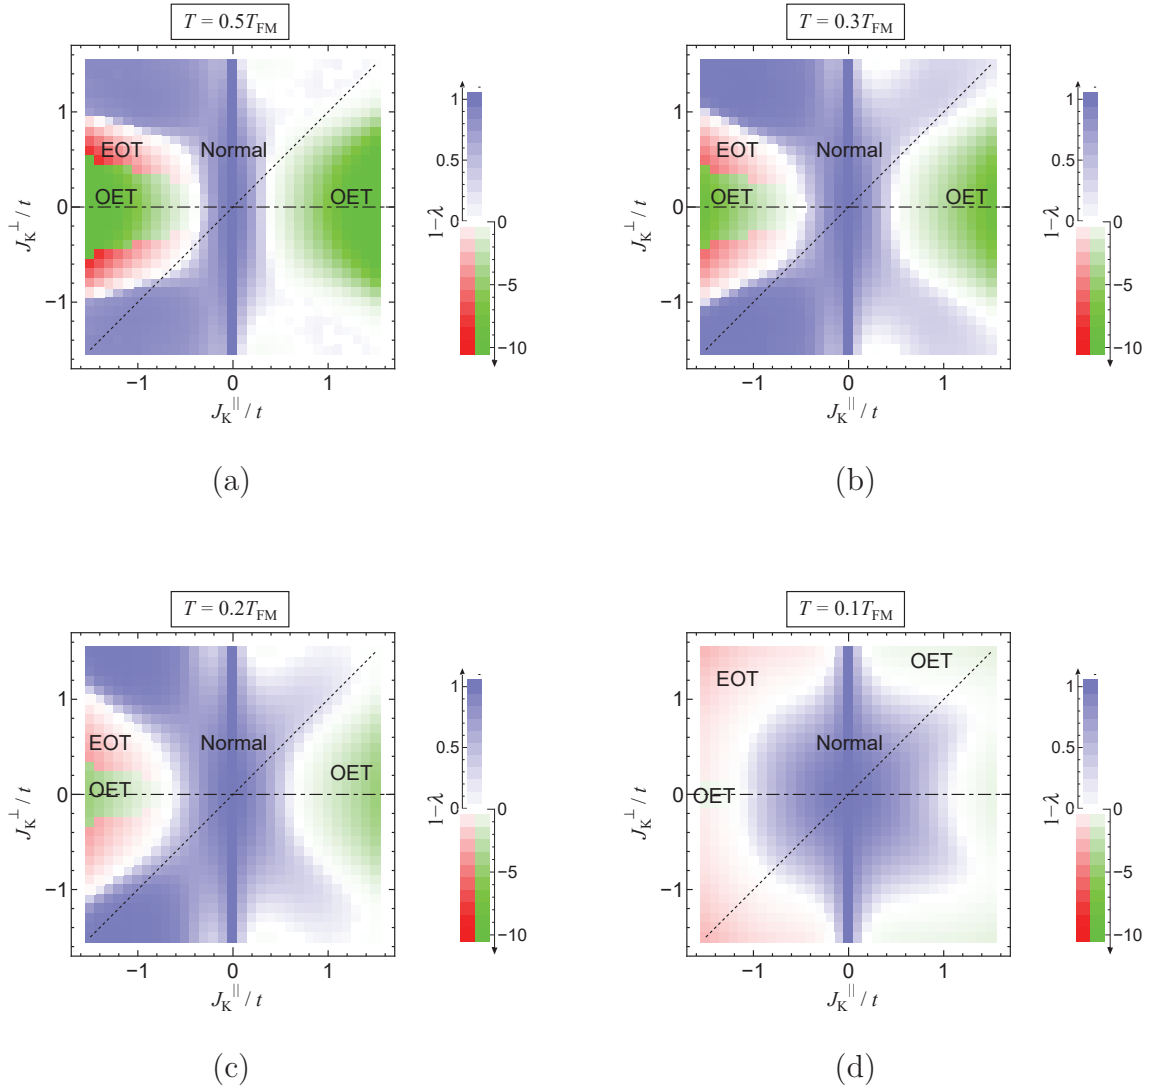 T = 0.5T_FM
1
0
−1
J_K^⊥ / t
EOT
Normal
OET
OET
−1
0
1
J_K^|| / t
1
0.5
0
0
−5
−10
1−λ
(a)
T = 0.3T_FM
1
0
−1
J_K^⊥ / t
EOT
Normal
OET
OET
−1
0
1
J_K^|| / t
1
0.5
0
0
−5
−10
1−λ
(b)
T = 0.2T_FM
1
0
−1
J_K^⊥ / t
EOT
Normal
OET
OET
−1
0
1
J_K^|| / t
1
0.5
0
0
−5
−10
1−λ
(c)
T = 0.1T_FM
1
0
−1
J_K^⊥ / t
OET
EOT
Normal
OET
−1
0
1
J_K^|| / t
1
0.5
0
0
−5
−10
1−λ
(d)